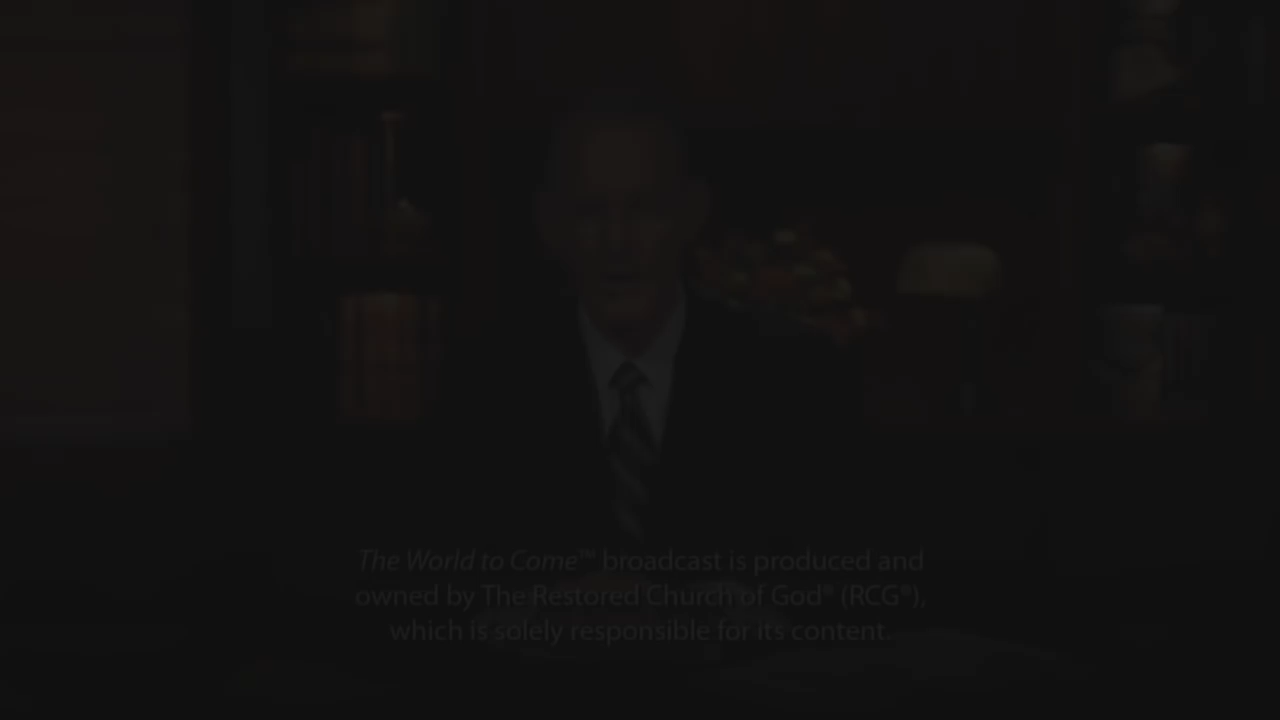 The World to Come™ broadcast is produced and
owned by The Restored Church of God® (RCG®),
which is solely responsible for its content.